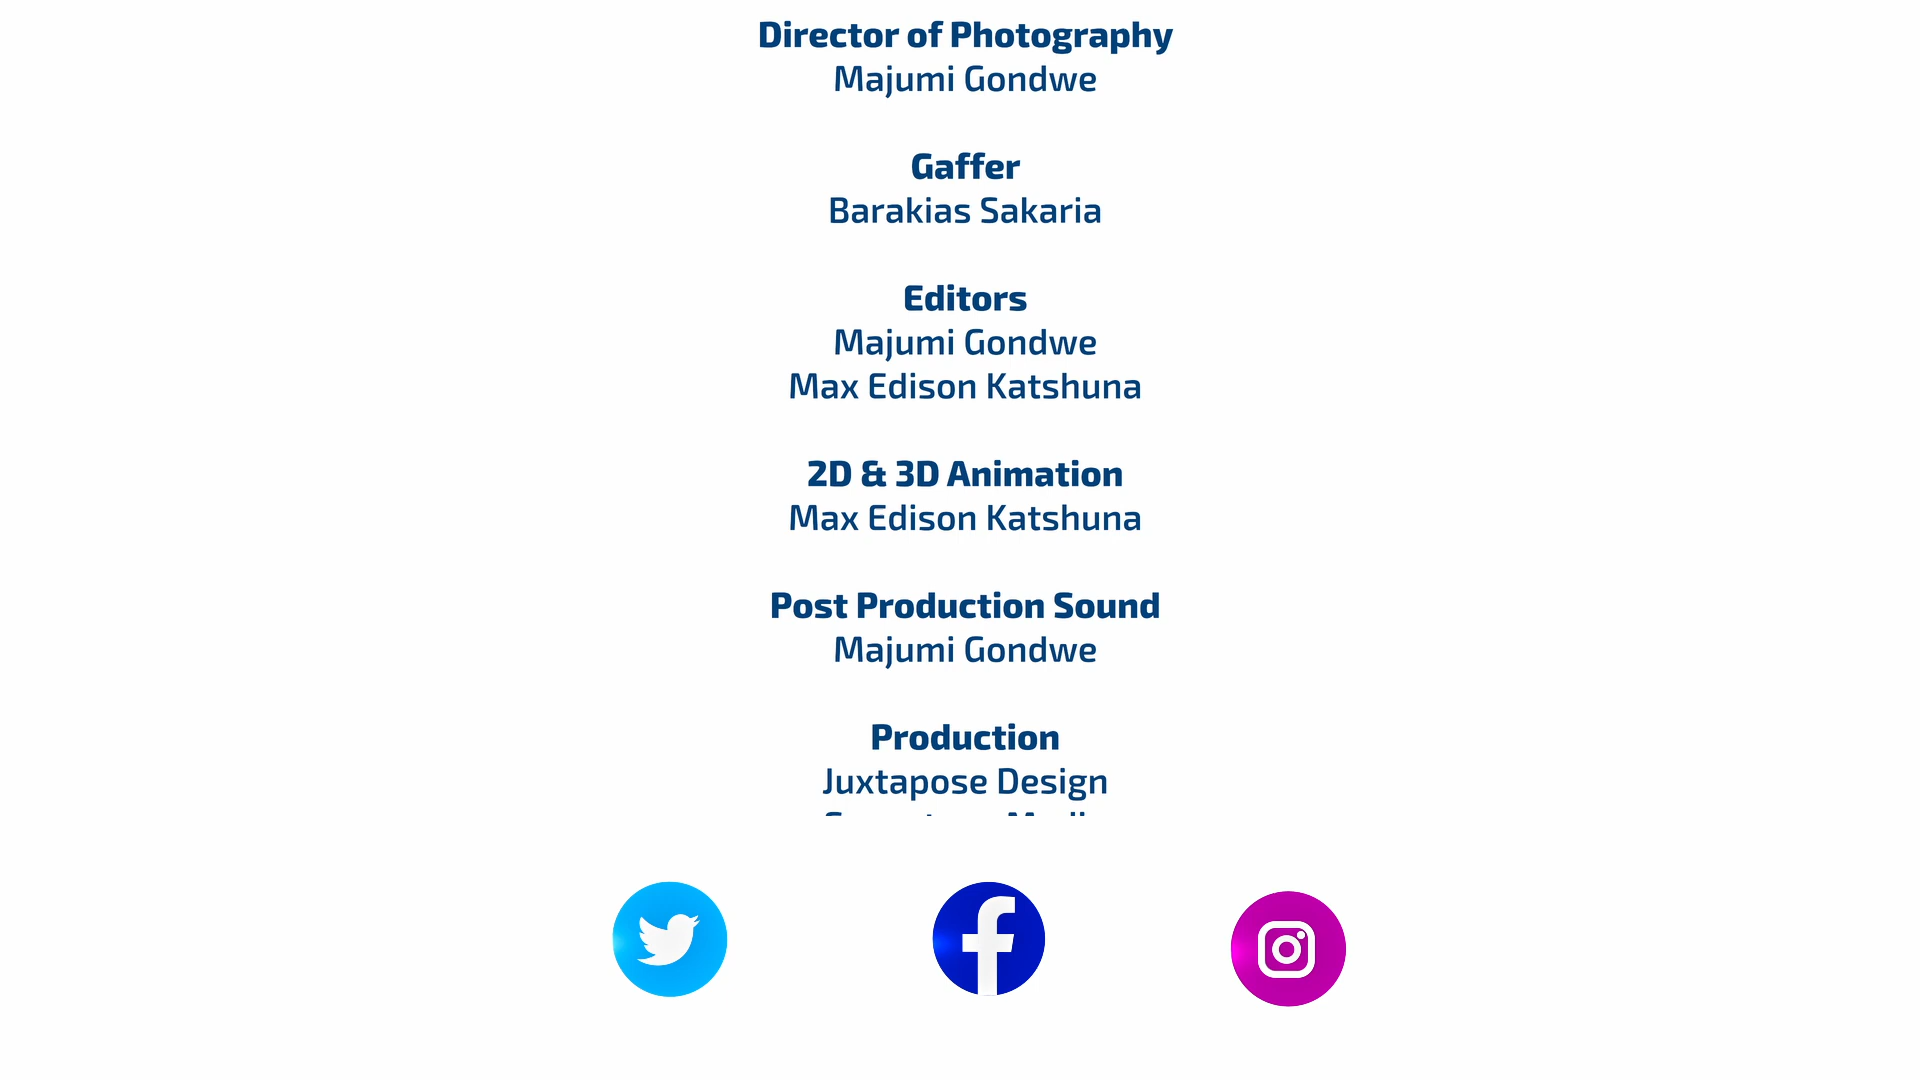 Director of Photography
Majumi Gondwe
Gaffer
Barakias Sakaria
Editors
Majumi Gondwe
Max Edison Katshuna
2D & 3D Animation
Max Edison Katshuna
Post Production Sound
Majumi Gondwe
Production
Juxtapose Design